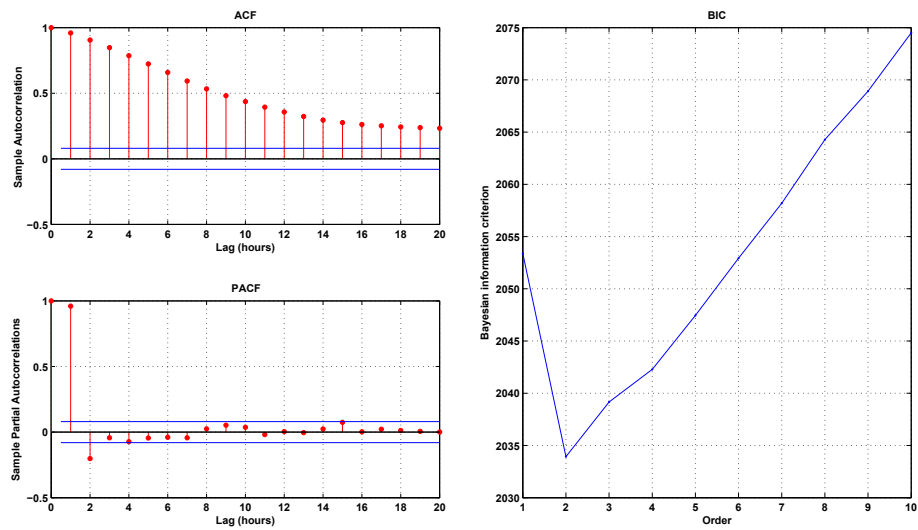 ACF
Sample Autocorrelation
1
0.5
0
−0.5
0 2 4 6 8 10 12 14 16 18 20
Lag (hours)
PACF
Sample Partial Autocorrelations
1
0.5
0
−0.5
0 2 4 6 8 10 12 14 16 18 20
Lag (hours)
BIC
Bayesian information criterion
2075
2070
2065
2060
2055
2050
2045
2040
2035
2030
1 2 3 4 5 6 7 8 9 10
Order